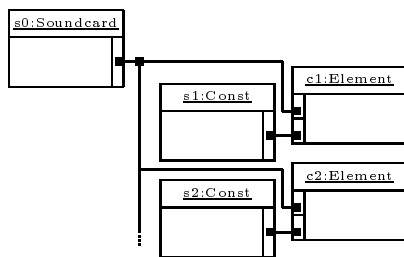 s0:Soundcard
c1:Element
s1:Const
c2:Element
s2:Const